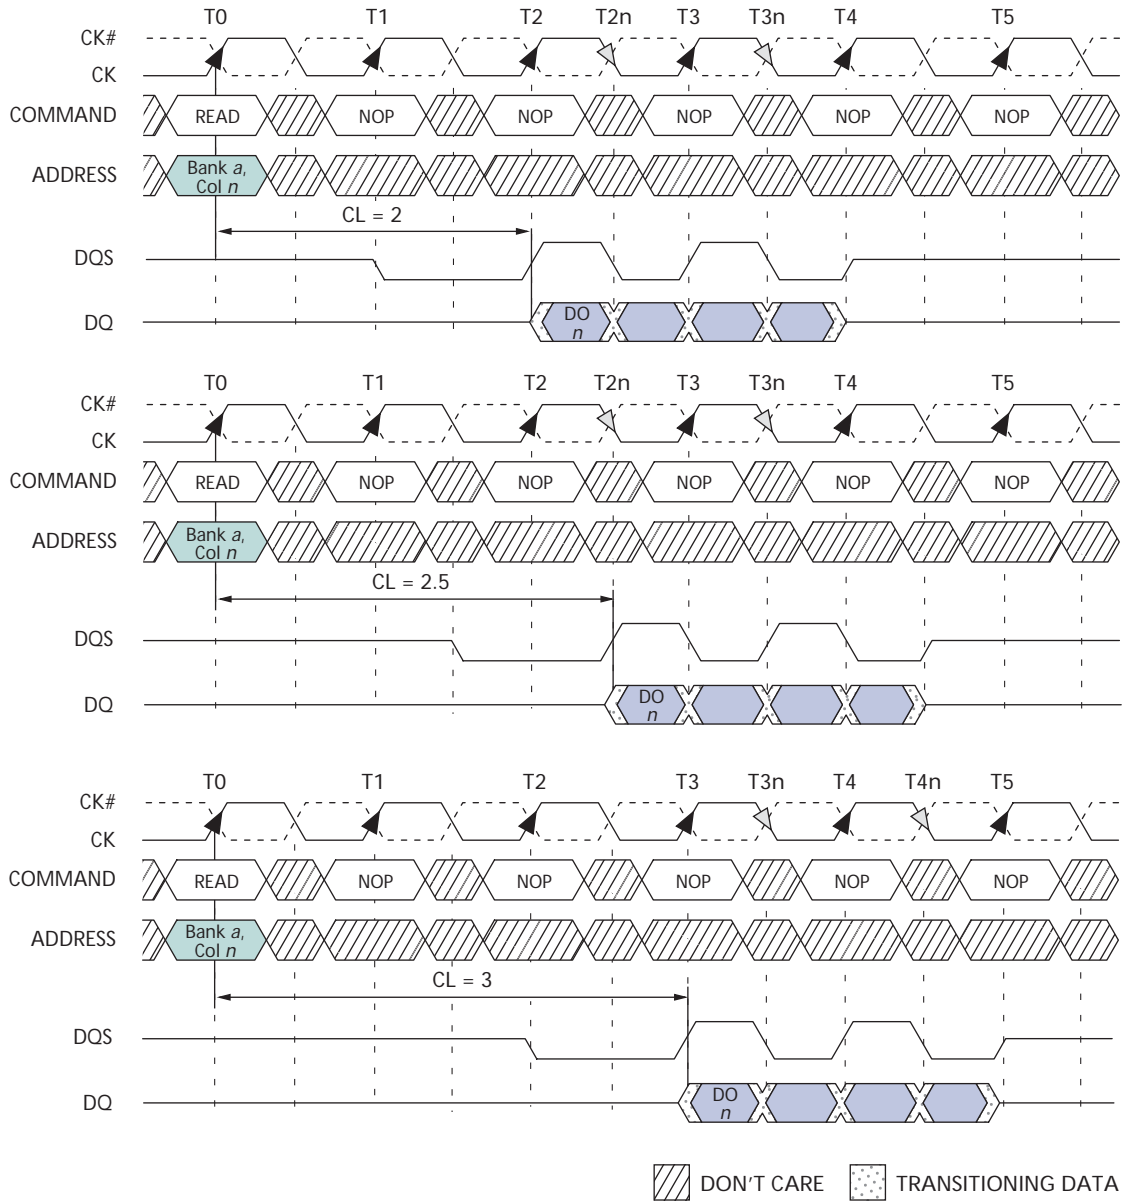 T0 T1 T2 T2n T3 T3n T4 T5
CK#
CK
COMMAND READ NOP NOP NOP NOP NOP
ADDRESS Bank a,
Col n
CL = 2
DQS
DQ DO
n
T0 T1 T2 T2n T3 T3n T4 T5
CK#
CK
COMMAND READ NOP NOP NOP NOP NOP
ADDRESS Bank a,
Col n
CL = 2.5
DQS
DQ DO
n
T0 T1 T2 T3 T3n T4 T4n T5
CK#
CK
COMMAND READ NOP NOP NOP NOP NOP
ADDRESS Bank a,
Col n
CL = 3
DQS
DQ DO
n
DON'T CARE TRANSITIONING DATA